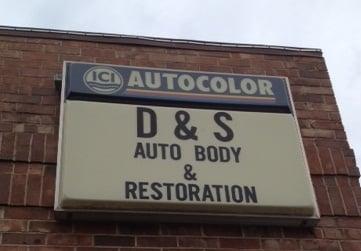 ICI AUTOCOLOR
D & S
AUTO BODY
&
RESTORATION